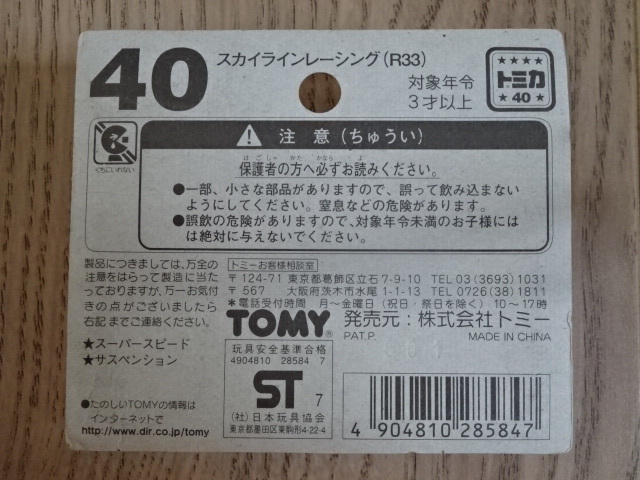 40
スカイラインレーシング(R33)
対象年令
3才以上
★★★★
トミカ
★40★
くちにいれない
注意(ちゅうい)
ほごしゃ かた かなら よ
保護者の方へ必ずお読みください。
●一部、小さな部品がありますので、誤って飲み込まない
ようにしてください。窒息などの危険があります。
●誤飲の危険がありますので、対象年令未満のお子様には
は絶対に与えないでください。
製品につきましては、万全の
注意をはらって製造に当た
っておりますが、万一お気付
きの点がございましたら
右記までご連絡ください。
★スーパースピード
★サスペンション
●たのしいTOMYの情報は
インターネットで
http://www.dir.co.jp/tomy
トミーお客様相談室
〒124-71 東京都葛飾区立石7-9-10 TEL 03(3693)1031
〒567 大阪府茨木市水尾1-1-13 TEL 0726(38)1811
*電話受付時間 月〜金曜日(祝日・祭日を除く)10〜17時
TOMY® 発売元:株式会社トミー
PAT.P. MADE IN CHINA
玩具安全基準合格
4904810 28584 7
ST 7
(社)日本玩具協会
東京都墨田区東駒形4-22-4
4 904810 285847